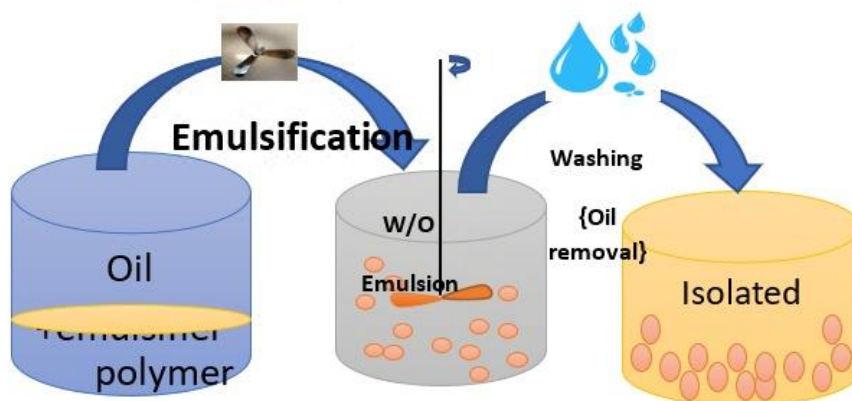 Emulsification
Oil
polymer
W/O
Emulsion
Washing
{Oil
removal}
Isolated